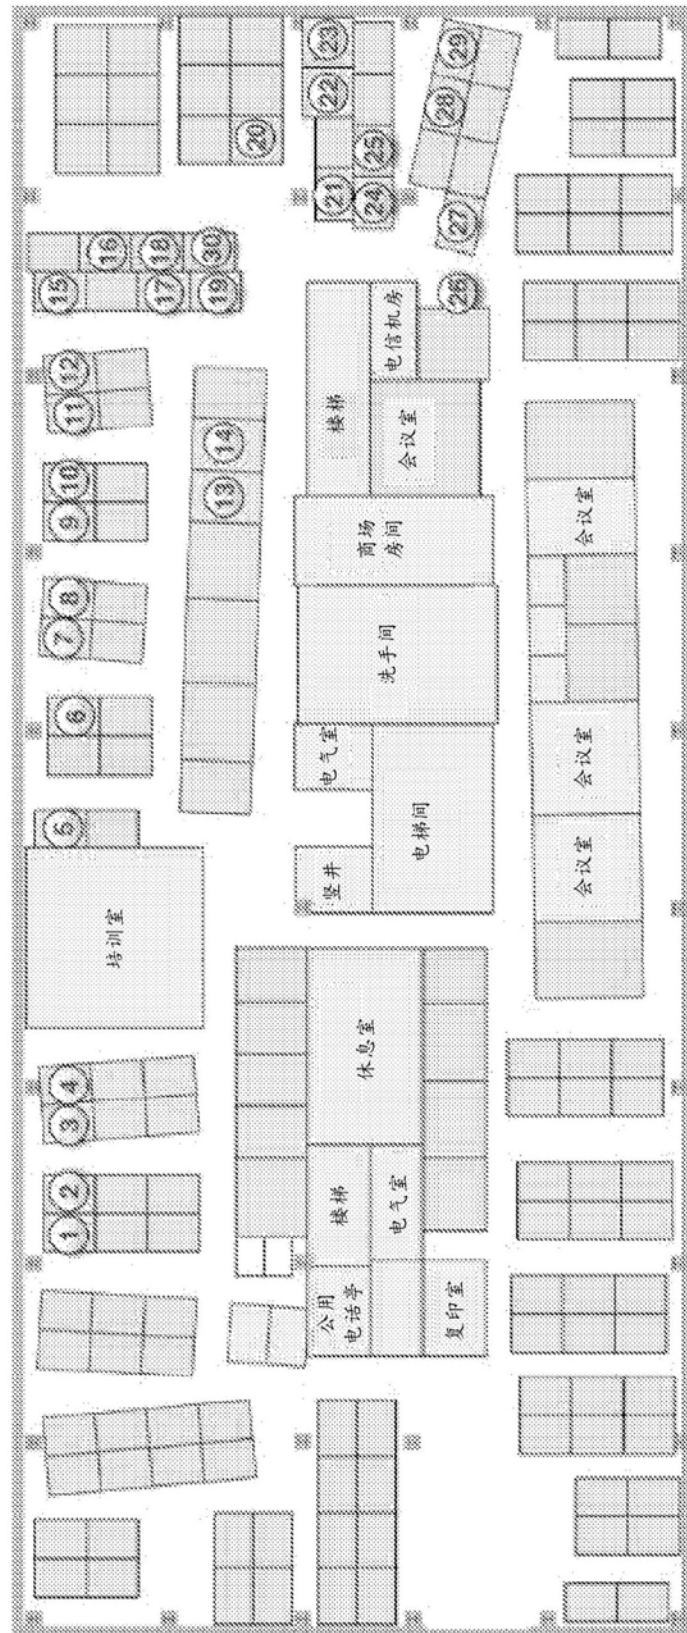 ①
②
③
④
培训室
⑤
⑥
⑦
⑧
⑨
⑩
⑪
⑫
⑬
⑭
⑮
⑯
⑰
⑱
⑲
㉚
⑳
㉑
㉒
㉓
㉔
㉕
㉖
㉗
㉘
㉙
公用
电话亭
楼梯
休息室
竖井
电气室
商场
房间
楼梯
电信机房
电气室
电梯间
洗手间
会议室
复印室
会议室
会议室
会议室